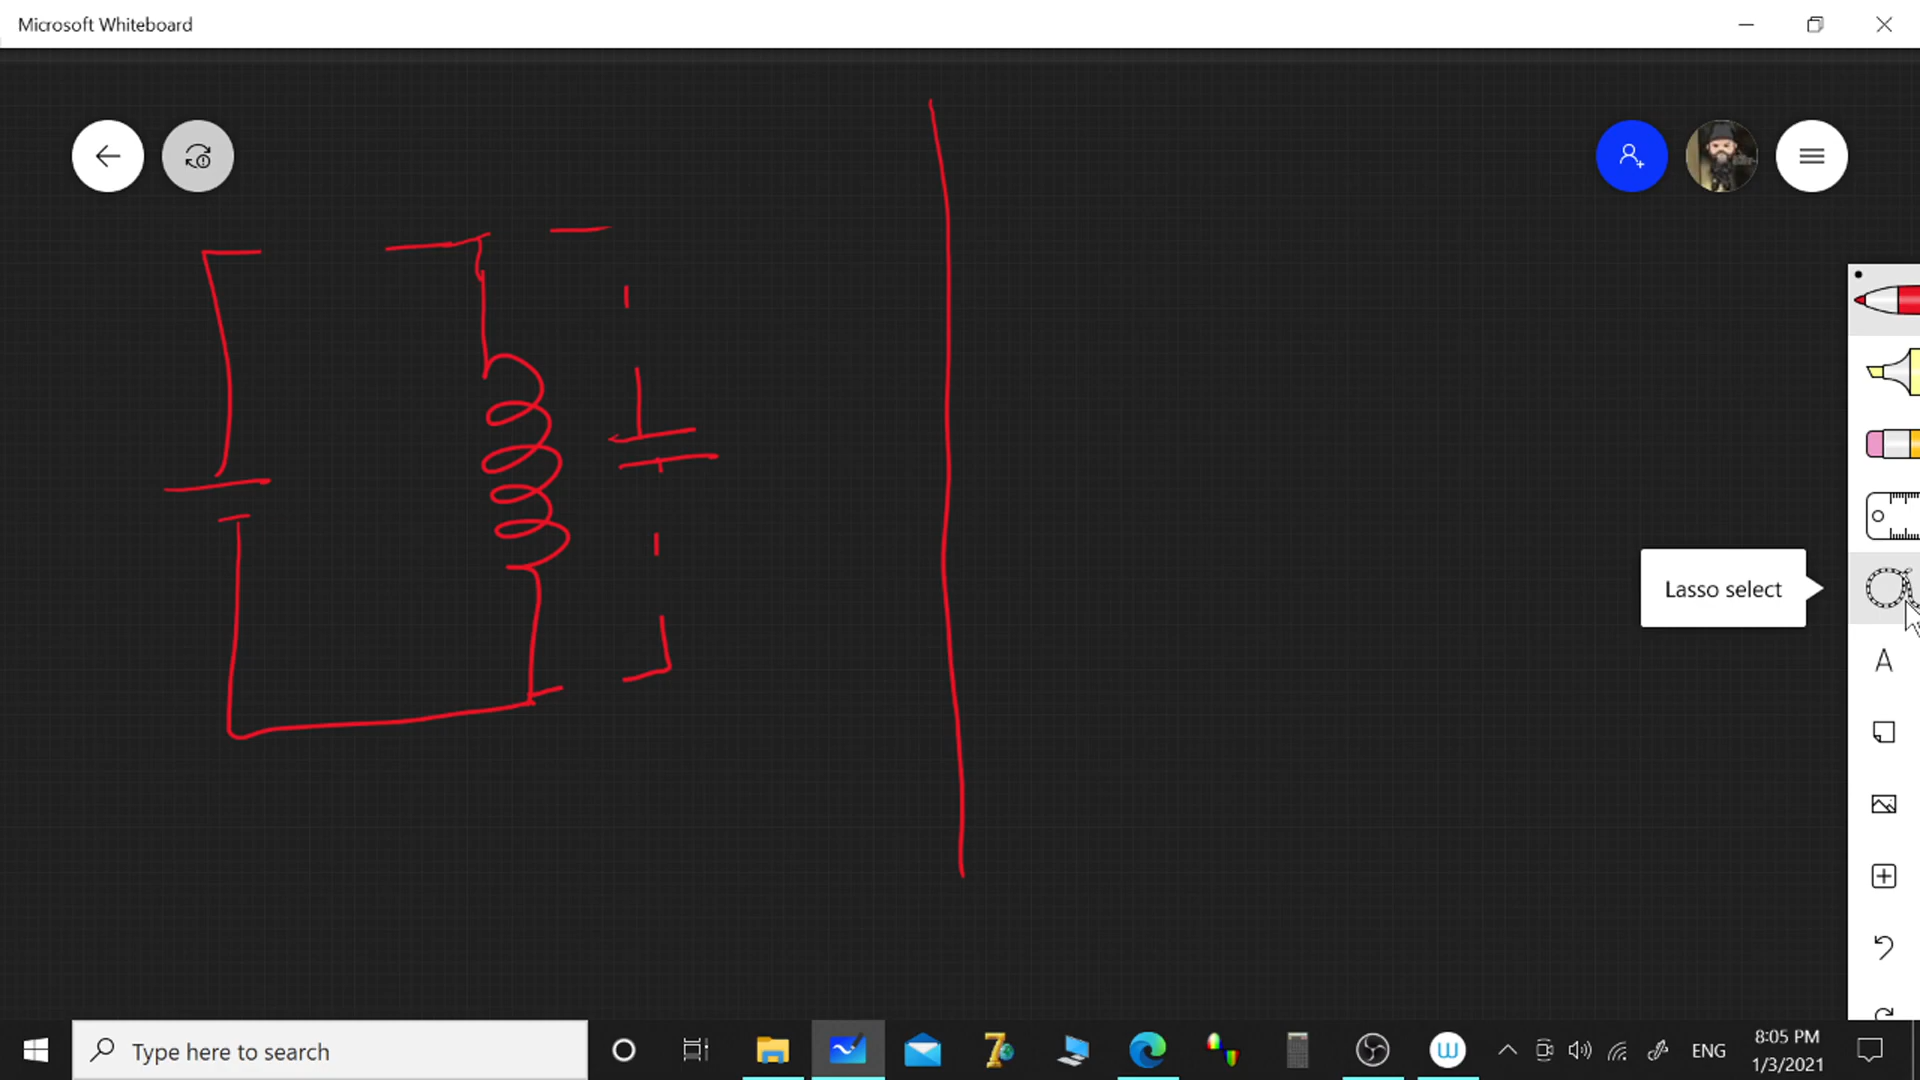 Microsoft Whiteboard
Lasso select
A
Type here to search
ENG
8:05 PM
1/3/2021